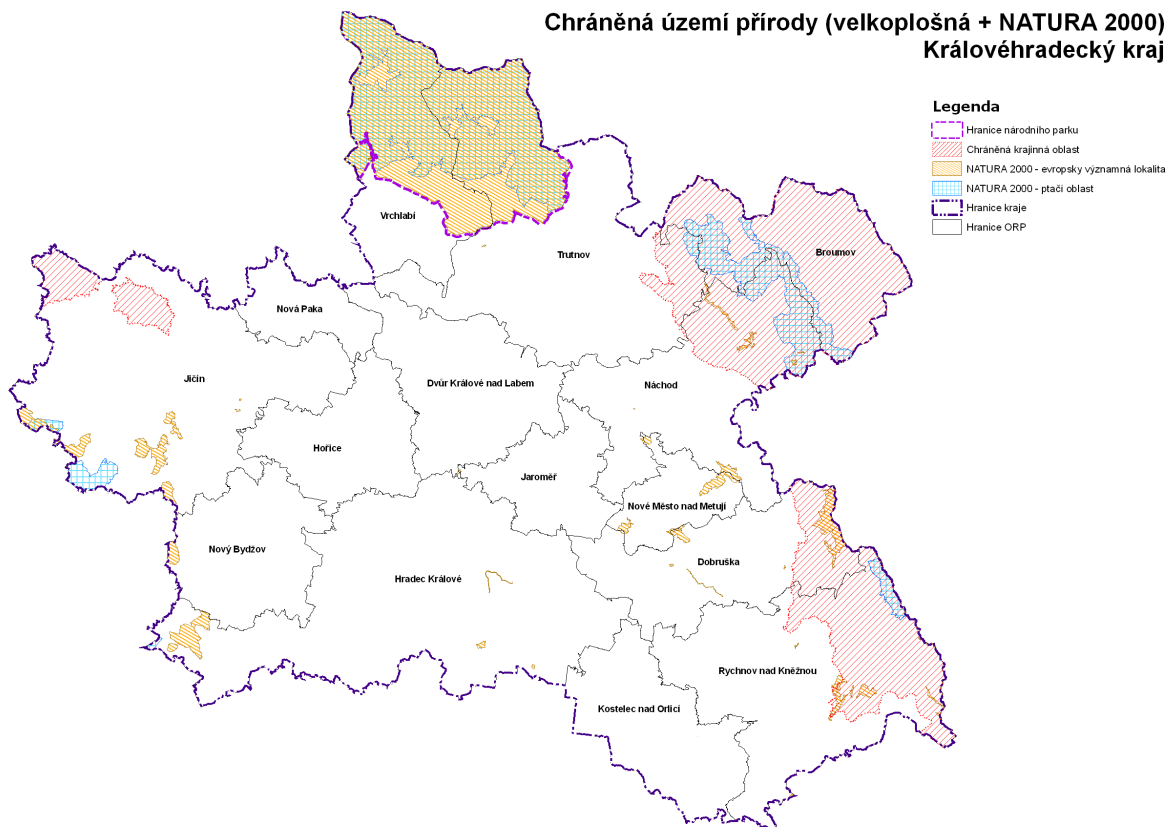 Chráněná území přírody (velkoplošná + NATURA 2000)
Královéhradecký kraj
Legenda
Hranice národního parku
Chráněná krajinná oblast
NATURA 2000 - evropsky významná lokalita
NATURA 2000 - ptačí oblast
Hranice kraje
Hranice ORP
Vrchlabí
Trutnov
Broumov
Nová Paka
Jičín
Dvůr Králové nad Labem
Náchod
Hořice
Jaroměř
Nové Město nad Metují
Nový Bydžov
Hradec Králové
Dobruška
Rychnov nad Kněžnou
Kostelec nad Orlicí